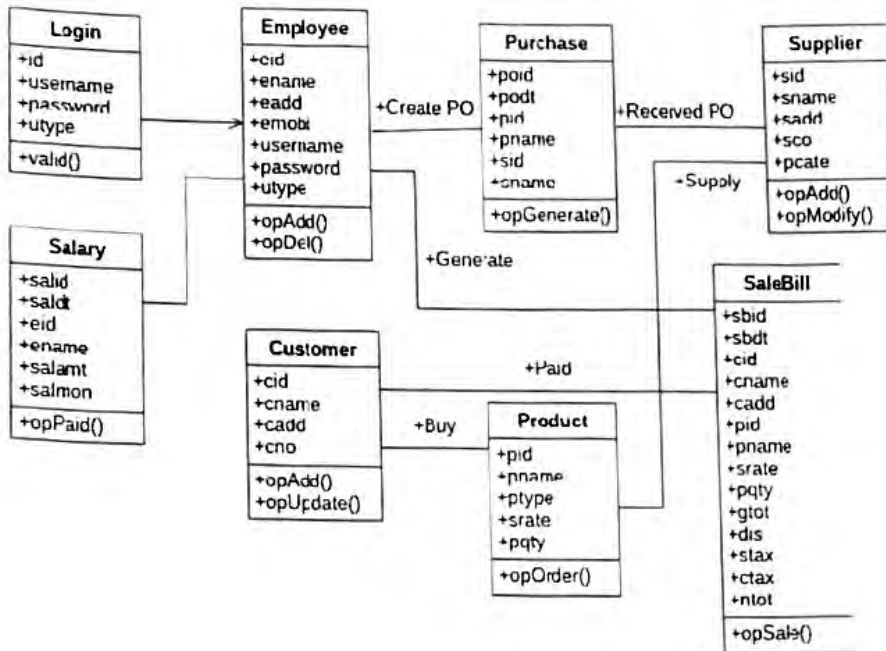 Login
+id
+username
+password
+utype
+valid()
Employee
+eid
+ename
+eadd
+emobl
+username
+password
+utype
+opAdd()
+opDel()
+Create PO
Purchase
+poid
+podt
+pid
+pname
+sid
+sname
+opGenerate()
+Received PO
Supplier
+sid
+sname
+sadd
+sco
+pcate
+opAdd()
+opModify()
+Supply
Salary
+salid
+saldt
+eid
+ename
+salamt
+salmon
+opPaid()
+Generate
Customer
+cid
+cname
+cadd
+cno
+opAdd()
+opUpdate()
+Paid
+Buy
Product
+pid
+pname
+ptype
+srate
+pqty
+opOrder()
SaleBill
+sbid
+sbdt
+cid
+cname
+cadd
+pid
+pname
+srate
+pqty
+gtot
+dis
+stax
+ctax
+ntot
+opSale()